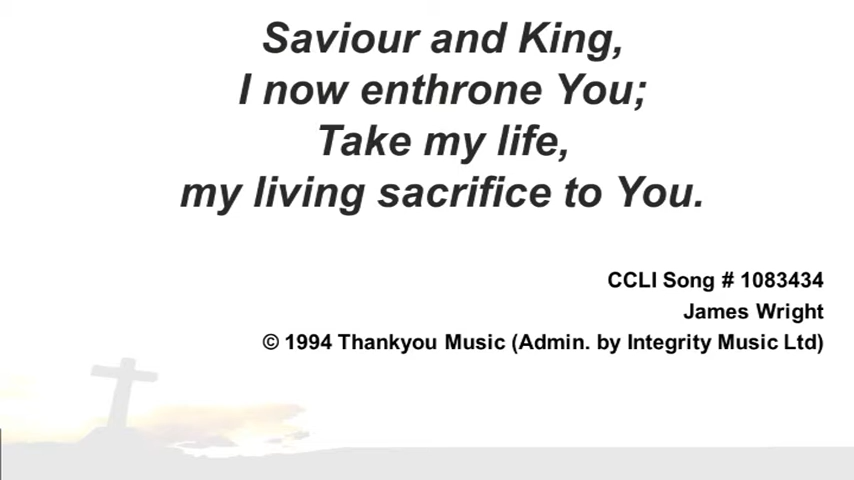 Saviour and King,
I now enthrone You;
Take my life,
my living sacrifice to You.
CCLI Song # 1083434
James Wright
© 1994 Thankyou Music (Admin. by Integrity Music Ltd)